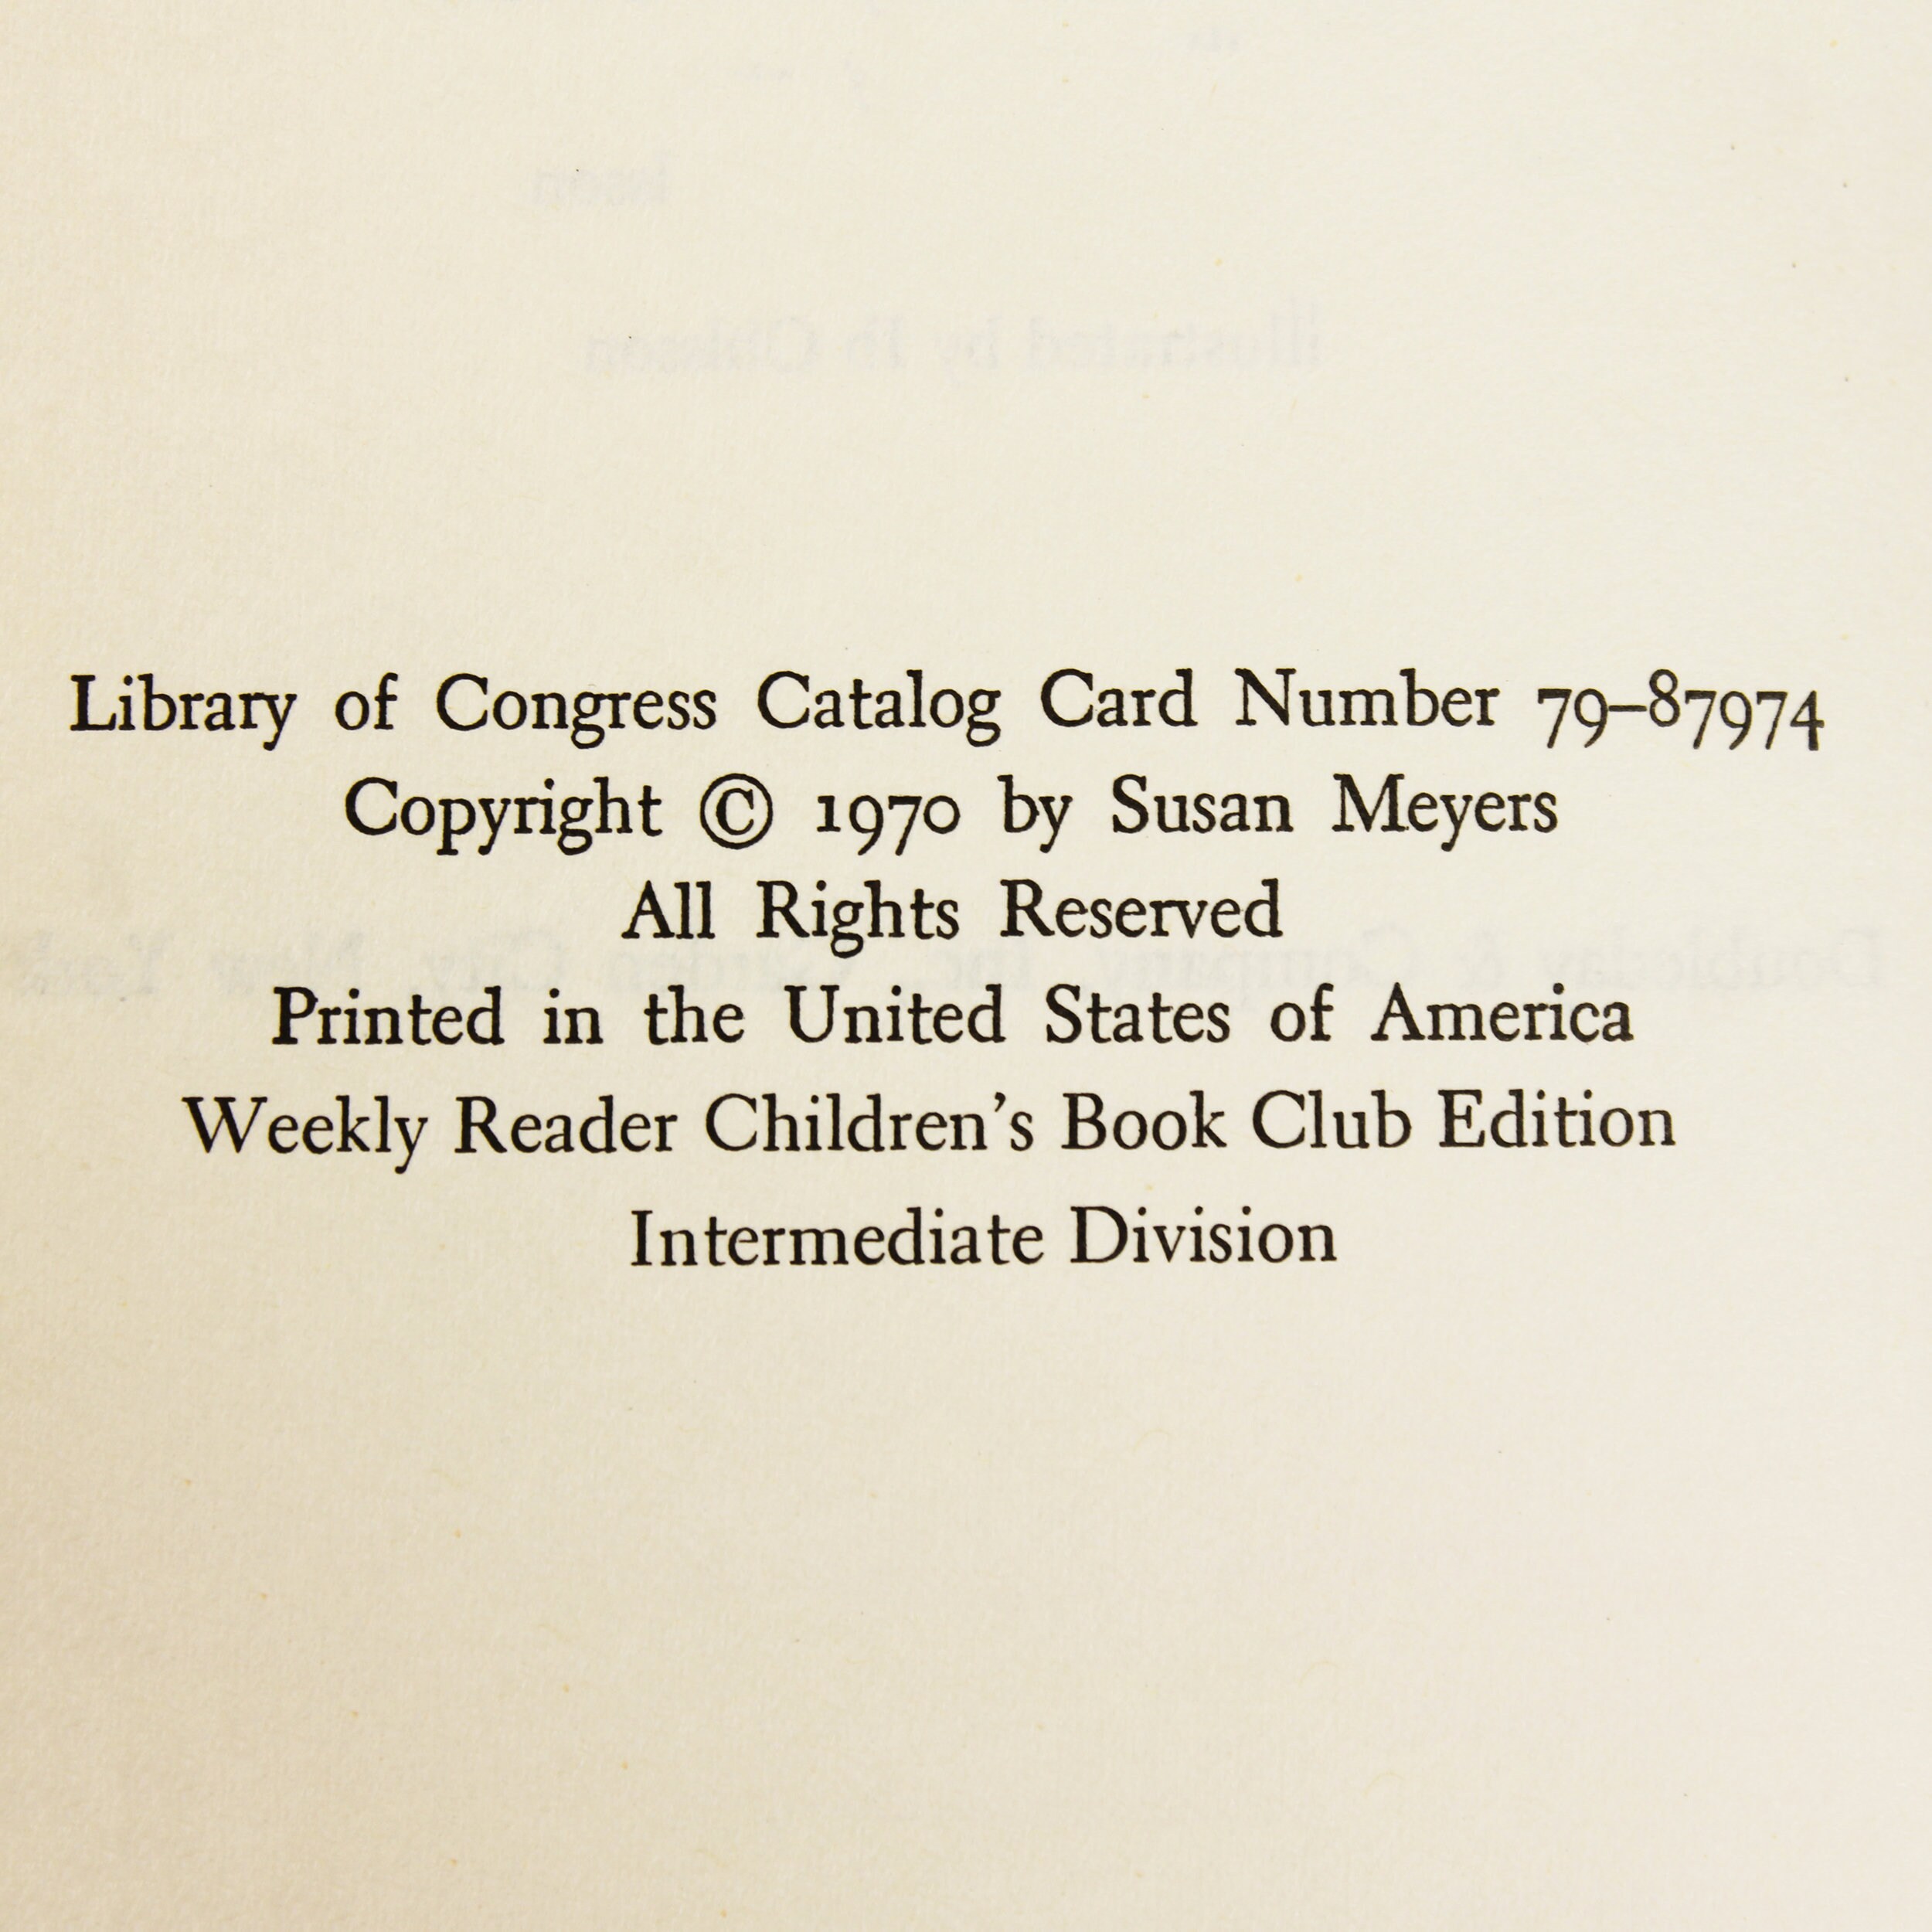 Library of Congress Catalog Card Number 79–87974
Copyright © 1970 by Susan Meyers
All Rights Reserved
Printed in the United States of America
Weekly Reader Children’s Book Club Edition
Intermediate Division